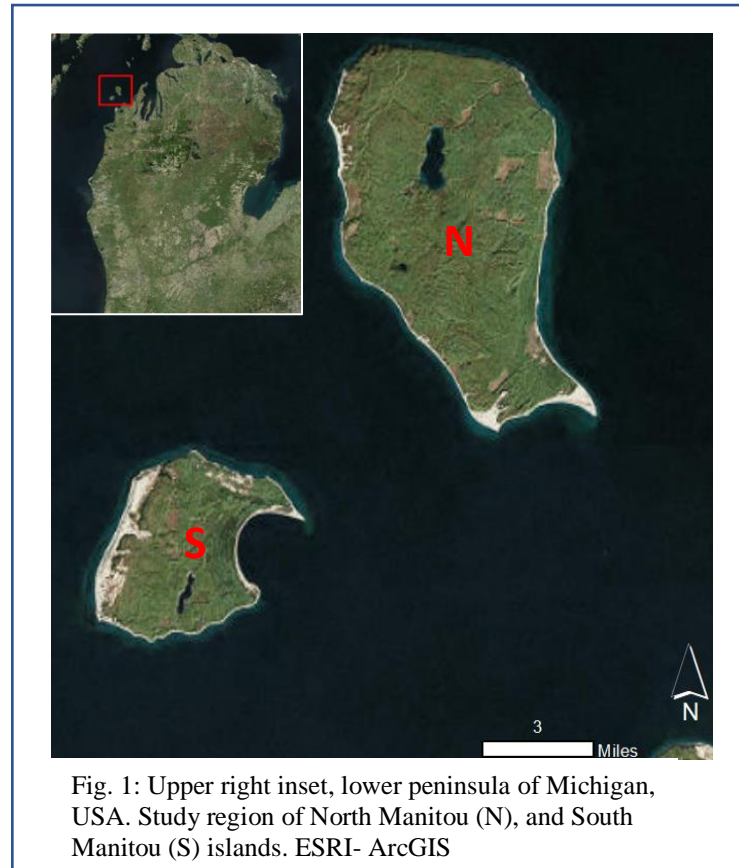 N
S
3
Miles
N
Fig. 1: Upper right inset, lower peninsula of Michigan,
USA. Study region of North Manitou (N), and South
Manitou (S) islands. ESRI- ArcGIS